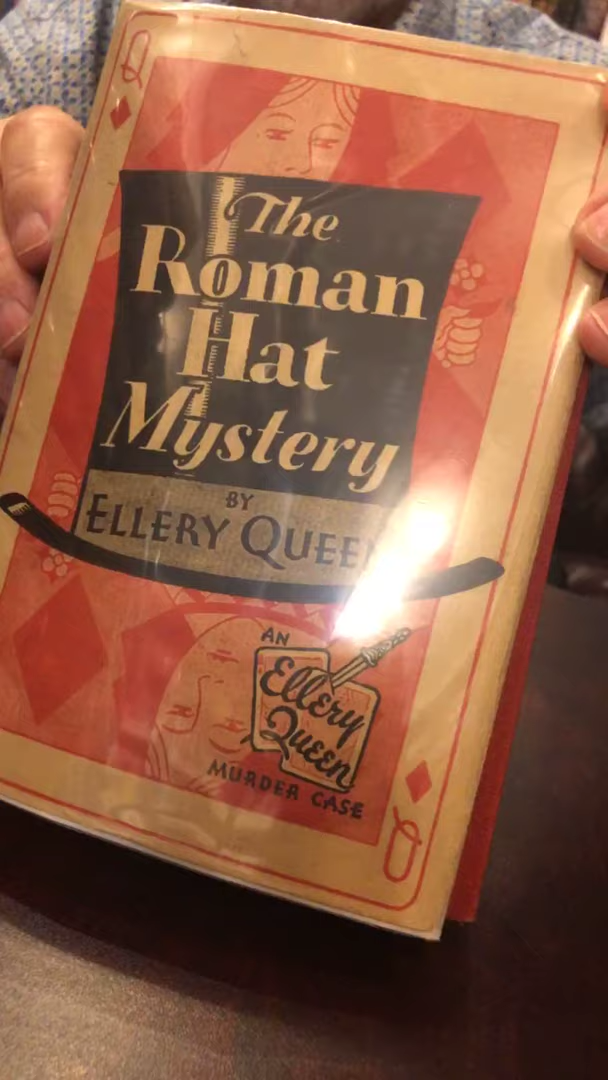 Q
The
Roman
Hat
Mystery
BY
ELLERY QUEEN
AN
Ellery
Queen
MURDER CASE
Q